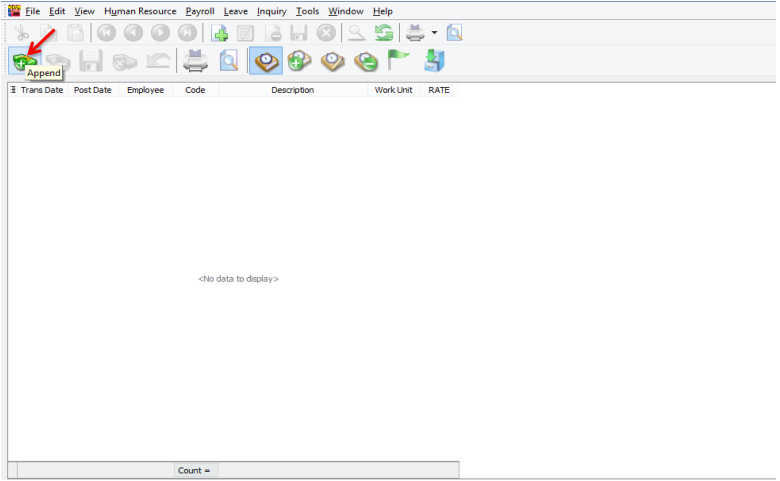 File Edit View Human Resource Payroll Leave Inquiry Tools Window Help
Append
Trans Date Post Date Employee Code Description Work Unit RATE
<No data to display>
Count =